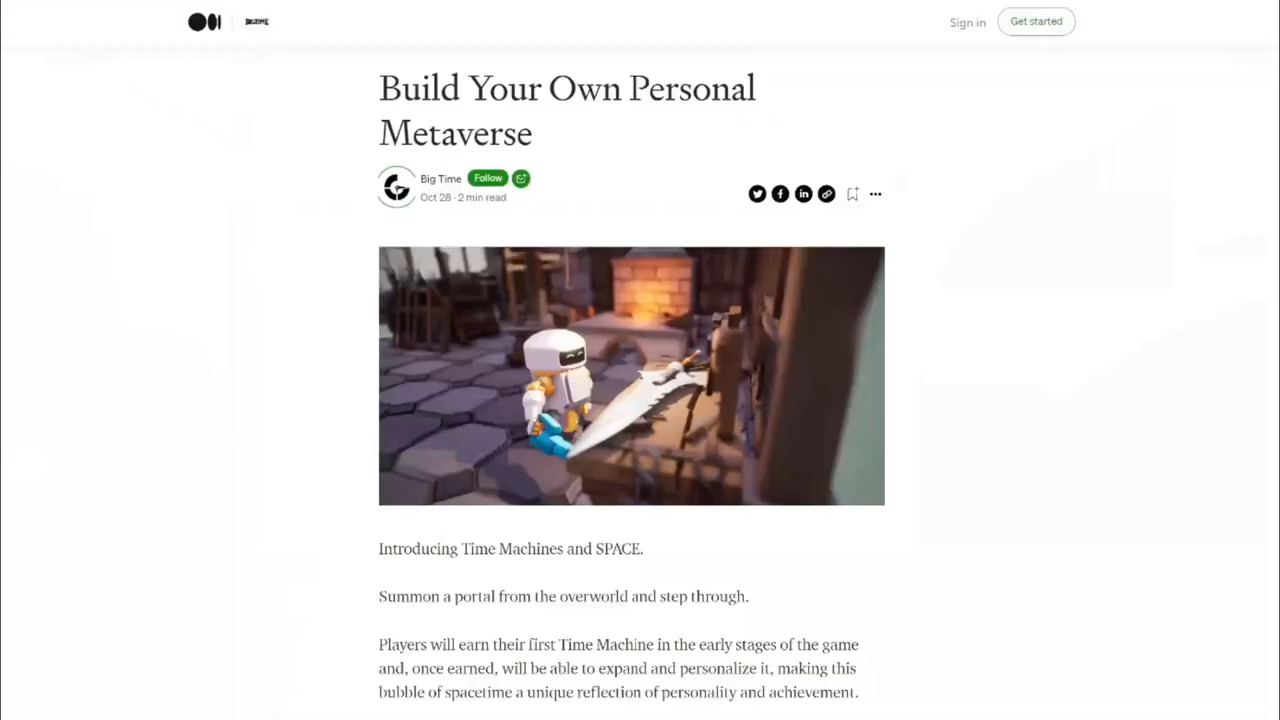 BIGTIME
Sign in
Get started
Build Your Own Personal
Metaverse
Big Time
Follow
Oct 28 · 2 min read
Introducing Time Machines and SPACE.
Summon a portal from the overworld and step through.
Players will earn their first Time Machine in the early stages of the game
and, once earned, will be able to expand and personalize it, making this
bubble of spacetime a unique reflection of personality and achievement.